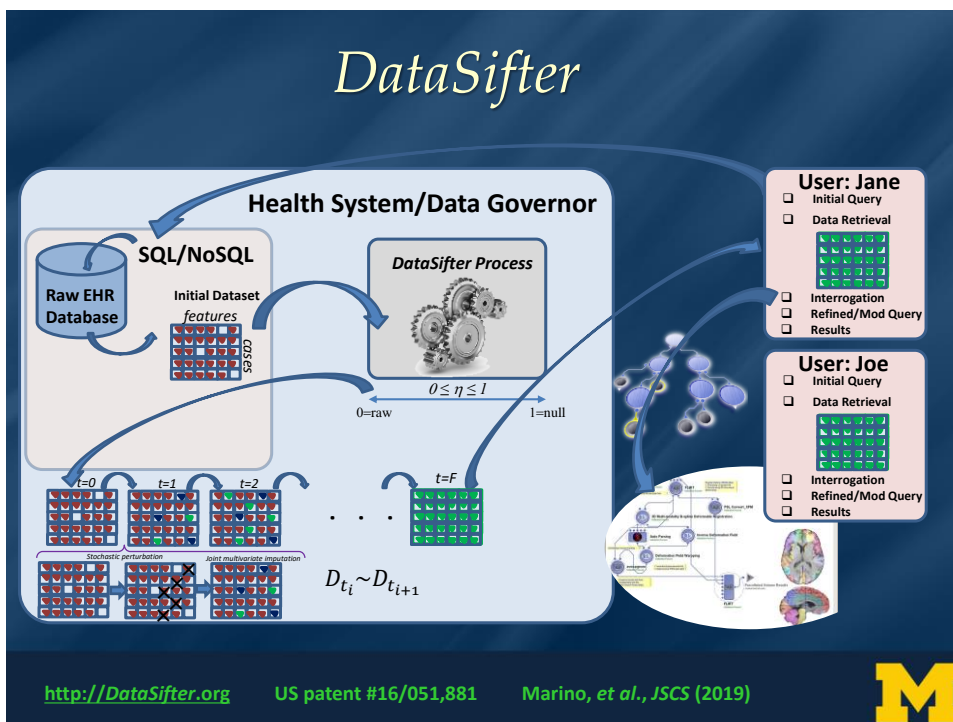 DataSifter
Health System/Data Governor
SQL/NoSQL
Raw EHR
Database
Initial Dataset
features
cases
DataSifter Process
0 ≤ η ≤ 1
0=raw
1=null
t=0
t=1
t=2
. . .
t=F
Stochastic perturbation
Joint multivariate imputation
D_{t_i}~D_{t_{i+1}}
User: Jane
❑ Initial Query
❑ Data Retrieval
❑ Interrogation
❑ Refined/Mod Query
❑ Results
User: Joe
❑ Initial Query
❑ Data Retrieval
❑ Interrogation
❑ Refined/Mod Query
❑ Results
http://DataSifter.org
US patent #16/051,881
Marino, et al., JSCS (2019)
M